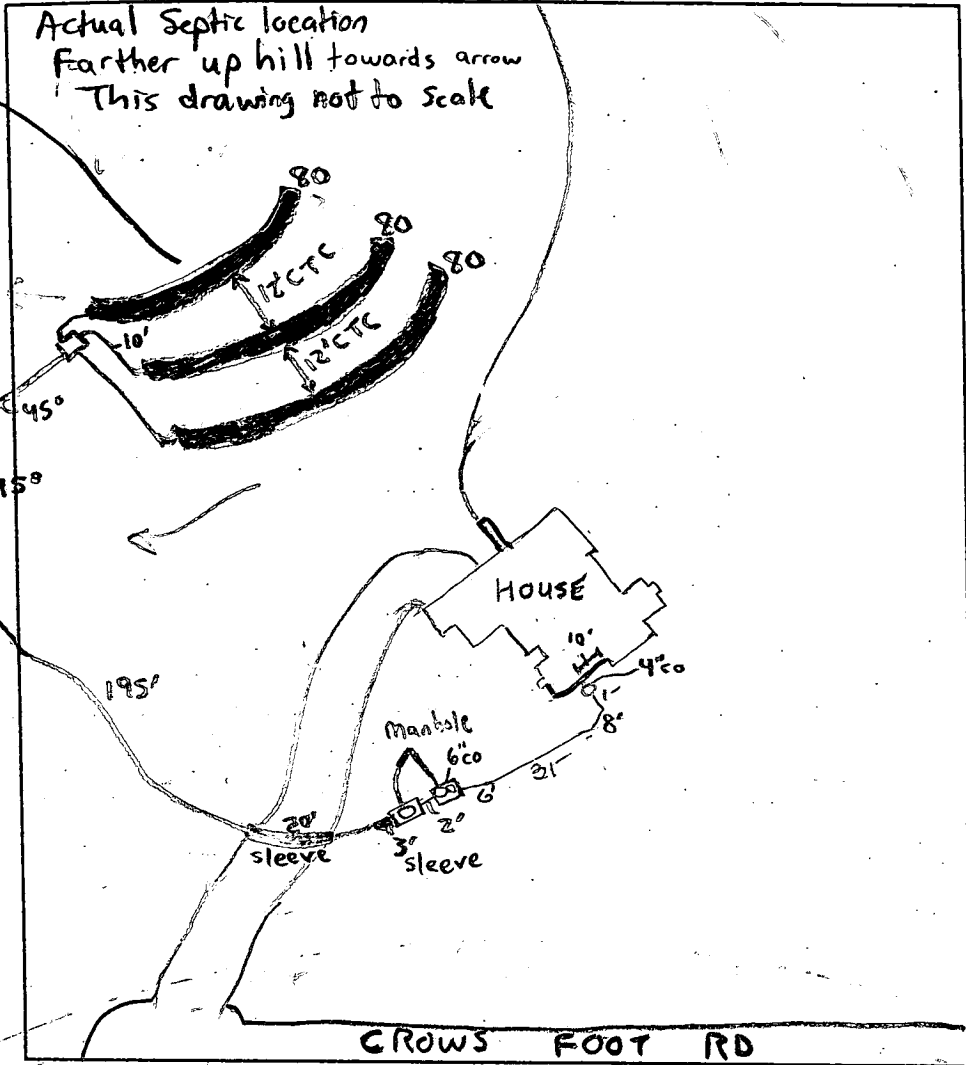 Actual Septic location
Farther up hill towards arrow
This drawing not to scale
80
80
80
12'CTC
12'CTC
10'
45°
HOUSE
10'
4"co
1'
8'
195'
Manhole
6"co
6'
2'
20'
sleeve
3'
sleeve
CROWS FOOT RD